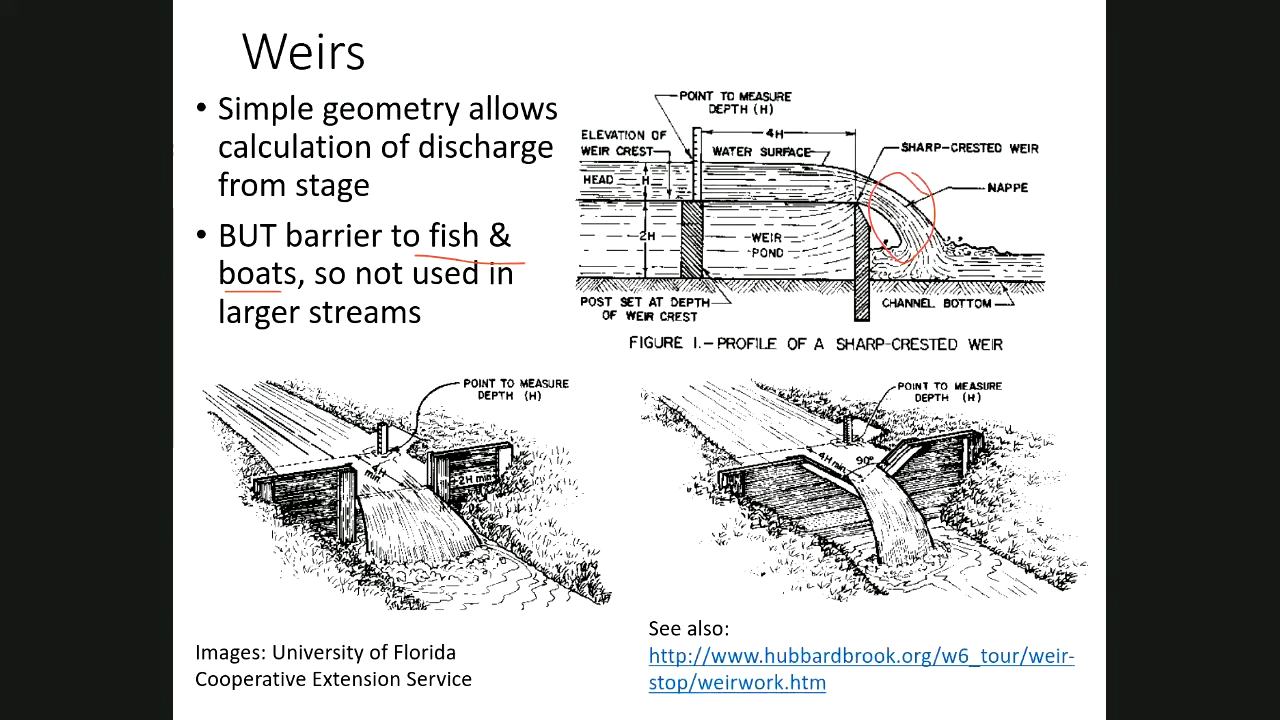 Weirs
• Simple geometry allows
calculation of discharge
from stage
• BUT barrier to fish &
boats, so not used in
larger streams
POINT TO MEASURE
DEPTH (H)
ELEVATION OF
WEIR CREST
4H
WATER SURFACE
SHARP-CRESTED WEIR
HEAD
H
NAPPE
2H
WEIR
POND
POST SET AT DEPTH
OF WEIR CREST
CHANNEL BOTTOM
FIGURE 1.-PROFILE OF A SHARP-CRESTED WEIR
POINT TO MEASURE
DEPTH (H)
min
2H min
POINT TO MEASURE
DEPTH (H)
4H min
90°
Images: University of Florida
Cooperative Extension Service
See also:
http://www.hubbardbrook.org/w6_tour/weir-
stop/weirwork.htm